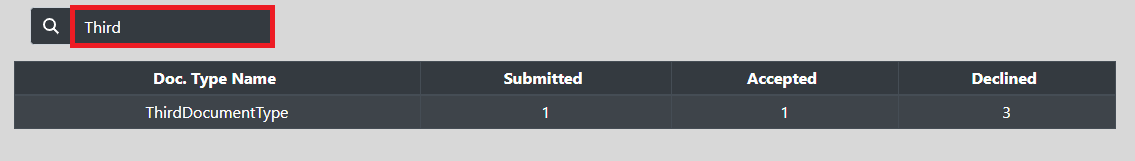 Third
Doc. Type Name Submitted Accepted Declined
ThirdDocumentType 1 1 3